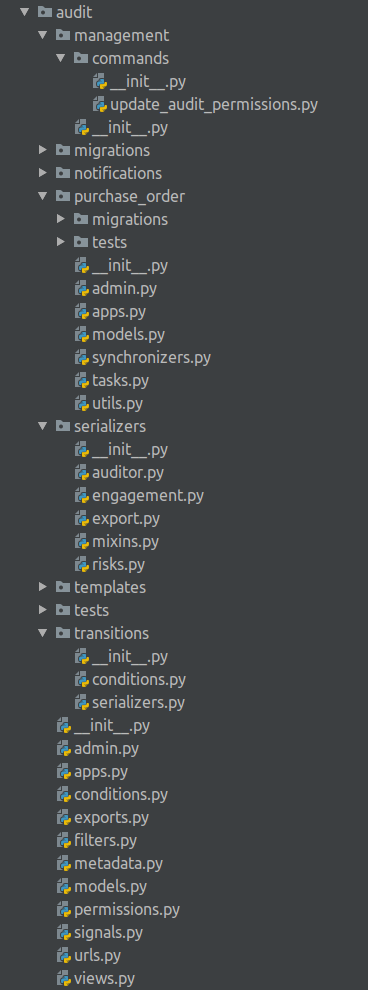 audit
management
commands
__init__.py
update_audit_permissions.py
__init__.py
migrations
notifications
purchase_order
migrations
tests
__init__.py
admin.py
apps.py
models.py
synchronizers.py
tasks.py
utils.py
serializers
__init__.py
auditor.py
engagement.py
export.py
mixins.py
risks.py
templates
tests
transitions
__init__.py
conditions.py
serializers.py
__init__.py
admin.py
apps.py
conditions.py
exports.py
filters.py
metadata.py
models.py
permissions.py
signals.py
urls.py
views.py